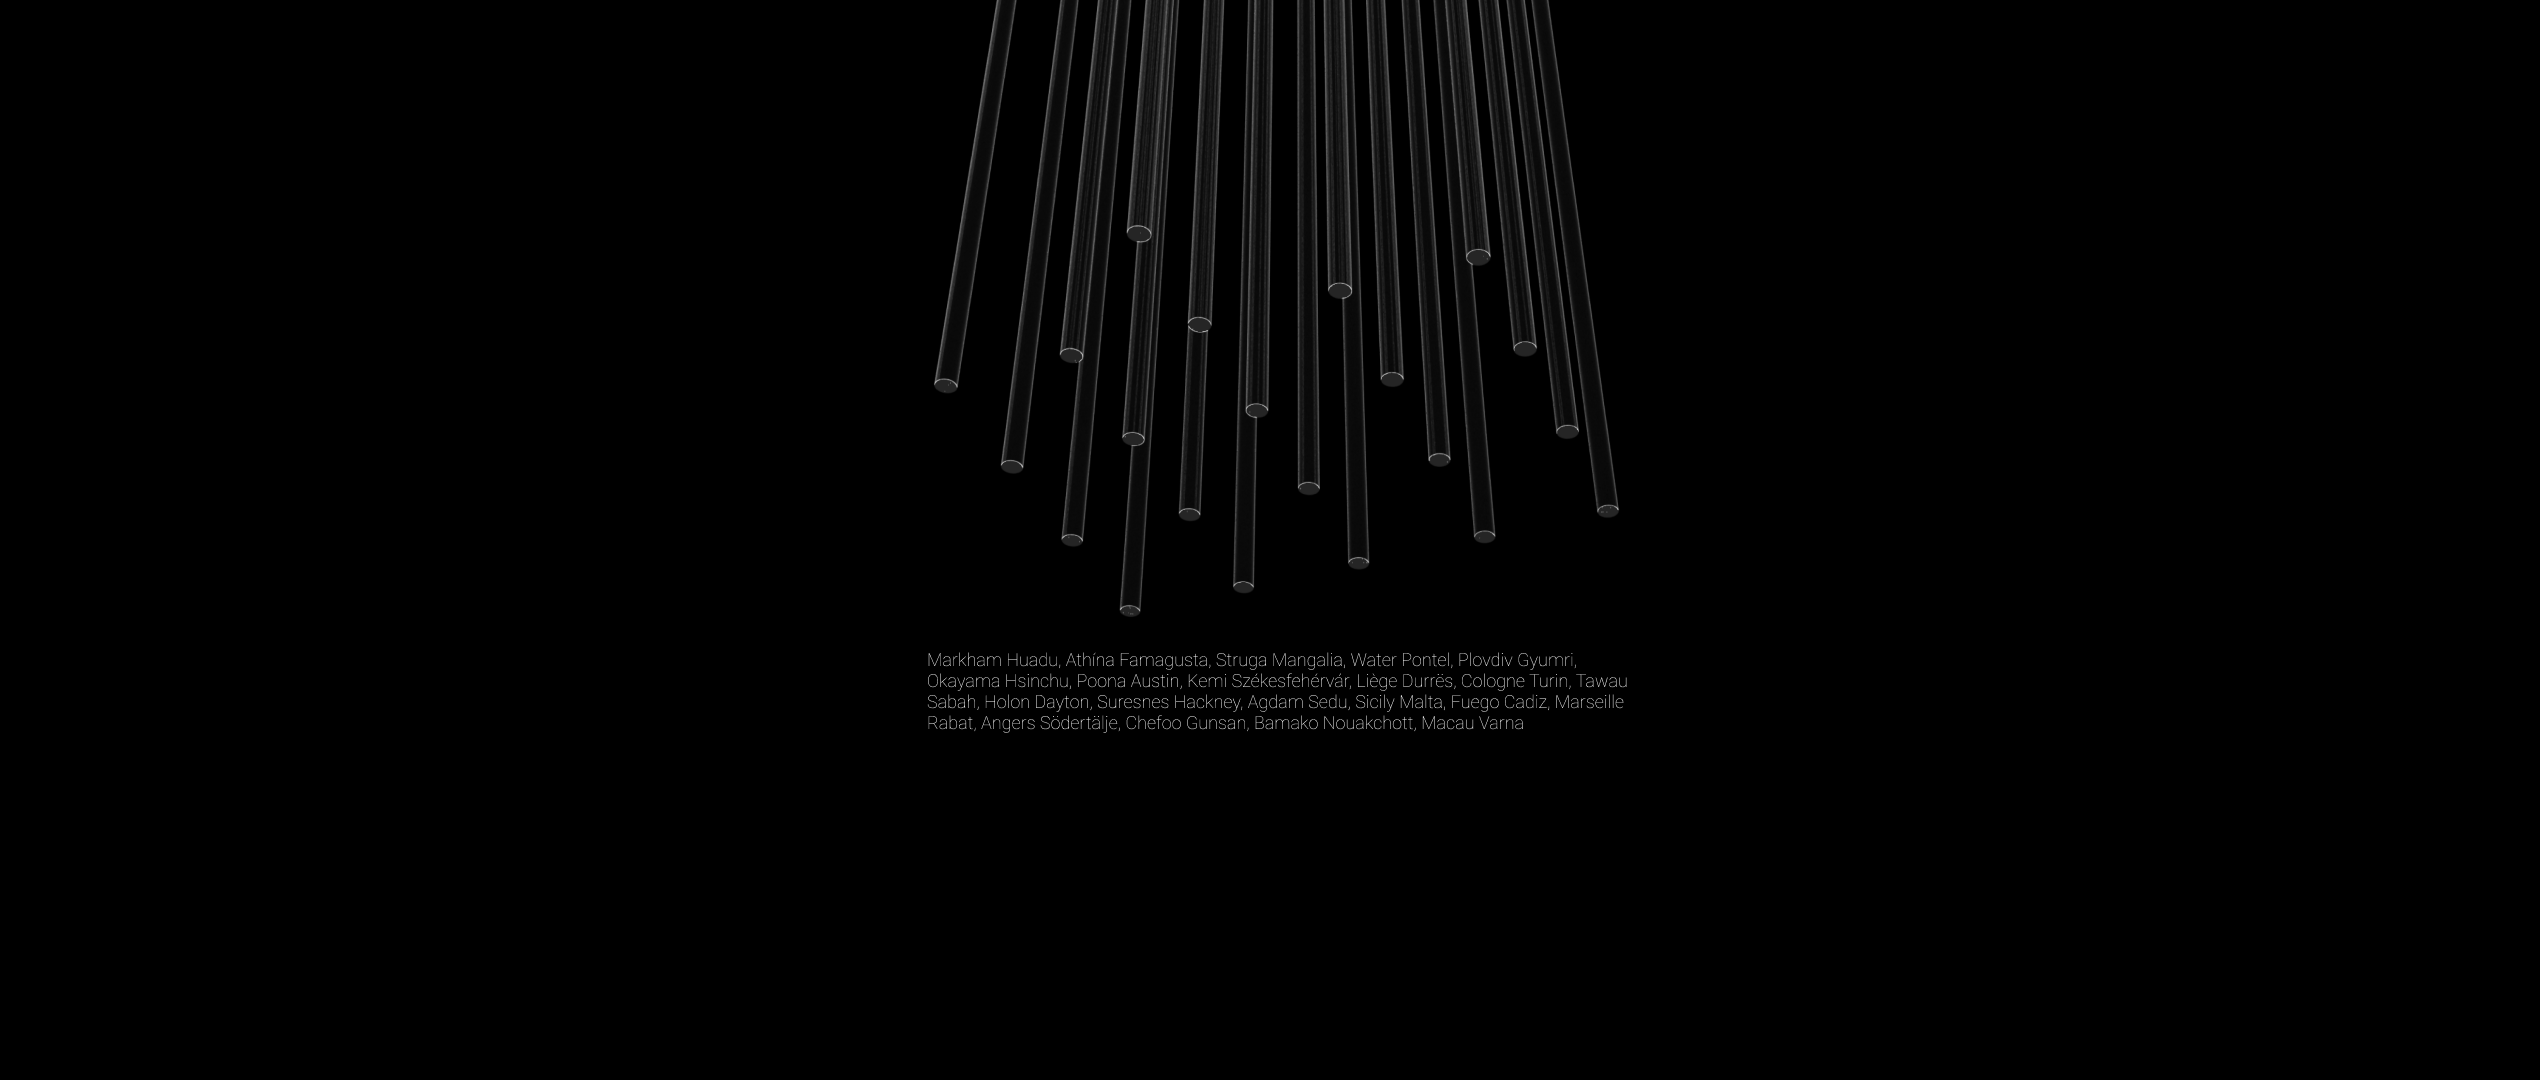 Markham Huadu, Athína Famagusta, Struga Mangalia, Water Pontel, Plovdiv Gyumri,
Okayama Hsinchu, Poona Austin, Kemi Székesfehérvár, Liège Durrës, Cologne Turin, Tawau
Sabah, Holon Dayton, Suresnes Hackney, Agdam Sedu, Sicily Malta, Fuego Cadiz, Marseille
Rabat, Angers Södertälje, Chefoo Gunsan, Bamako Nouakchott, Macau Varna